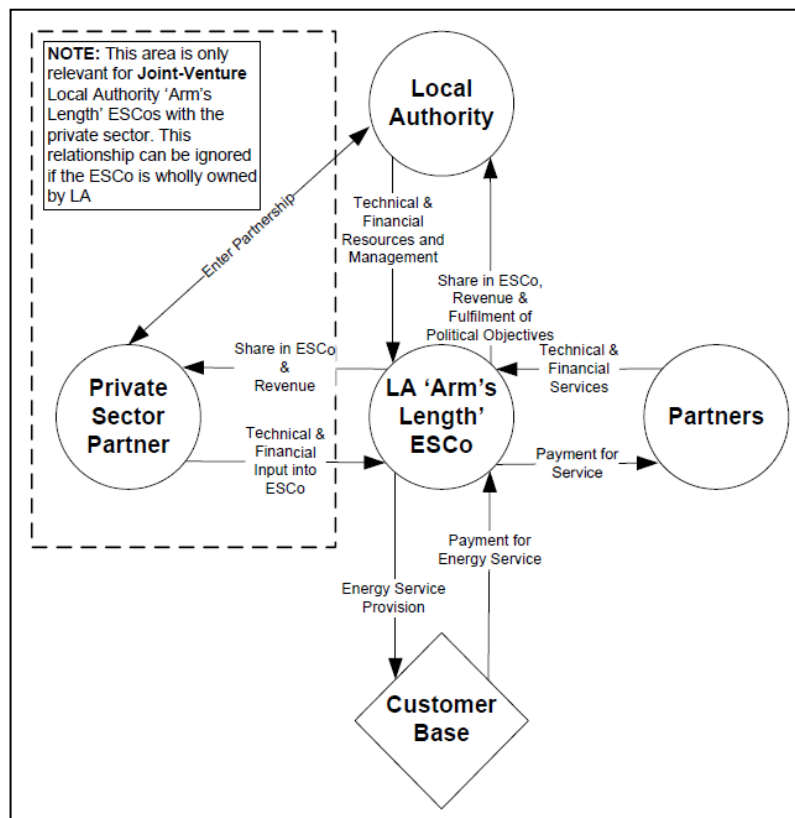 NOTE: This area is only
relevant for Joint-Venture
Local Authority ‘Arm’s
Length’ ESCos with the
private sector. This
relationship can be ignored
if the ESCo is wholly owned
by LA
Local
Authority
Enter Partnership
Technical &
Financial
Resources and
Management
Share in ESCo,
Revenue &
Fulfilment of
Political Objectives
Share in ESCo
&
Revenue
Technical &
Financial
Services
Private
Sector
Partner
LA ‘Arm’s
Length’
ESCo
Partners
Technical &
Financial
Input into
ESCo
Payment for
Service
Payment for
Energy Service
Energy Service
Provision
Customer
Base